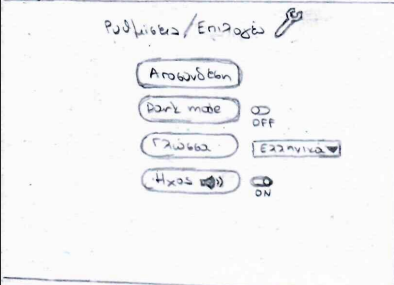 Ρυθμίσεις/Επιλογές
Αποσύνδεση
Dark mode
OFF
Γλώσσα
Ελληνικά
Ήχος
ON